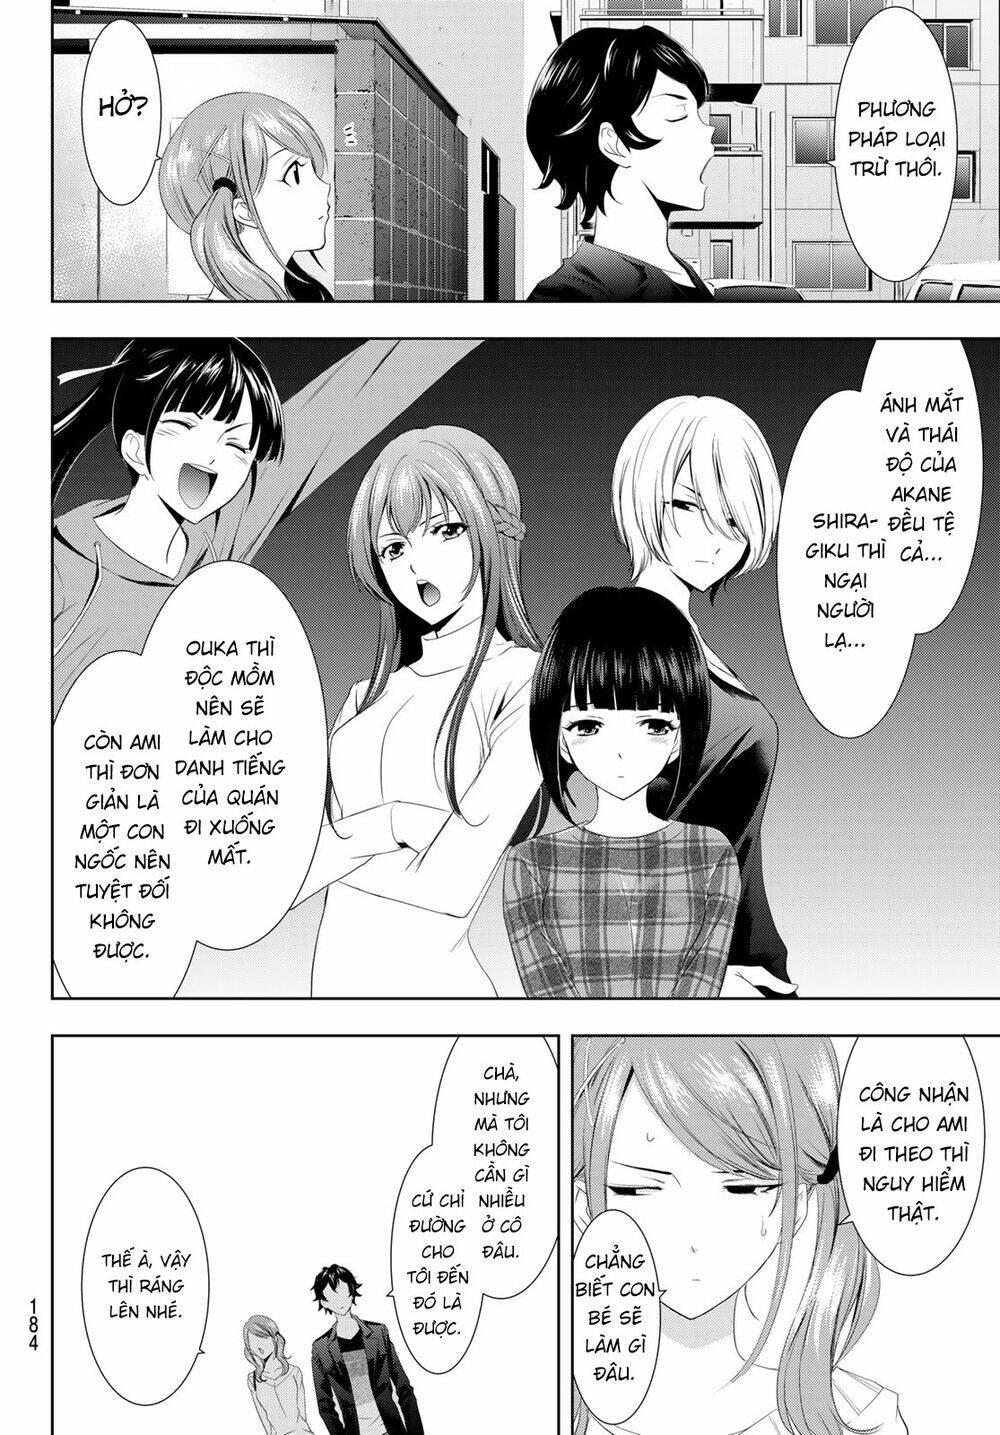 PHƯƠNG
PHÁP LOẠI
TRỪ THÔI.
HỞ?
ÁNH MẮT
VÀ THÁI
ĐỘ CỦA
AKANE
ĐỀU TỆ
CẢ...
SHIRA-
GIKU THÌ
NGẠI
NGƯỜI
LẠ...
OUKA THÌ
ĐỘC MỒM
NÊN SẼ
LÀM CHO
DANH TIẾNG
CỦA QUÁN
ĐI XUỐNG
MẤT.
CÒN AMI
THÌ ĐƠN
GIẢN LÀ
MỘT CON
NGỐC NÊN
TUYỆT ĐỐI
KHÔNG
ĐƯỢC.
CÔNG NHẬN
LÀ CHO AMI
ĐI THEO THÌ
NGUY HIỂM
THẬT.
CHẲNG
BIẾT CON
BÉ SẼ
LÀM GÌ
ĐÂU.
CHÀ,
NHƯNG
MÀ TÔI
KHÔNG
CẦN GÌ
NHIỀU
Ở CÔ
ĐÂU.
CỨ CHỈ
ĐƯỜNG
CHO
TÔI ĐẾN
ĐÓ LÀ
ĐƯỢC.
THẾ À, VẬY
THÌ RÁNG
LÊN NHÉ.
184